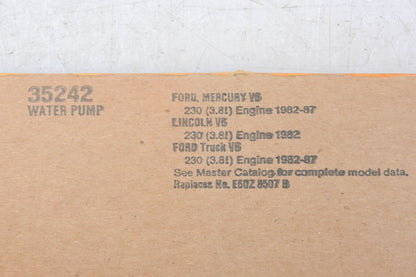 35242
WATER PUMP
FORD, MERCURY V6
230 (3.8l) Engine 1982-87
LINCOLN V6
230 (3.8l) Engine 1982
FORD Truck V6
230 (3.8l) Engine 1982-87
See Master Catalog for complete model data.
Replaces No. E6DZ 8507 B